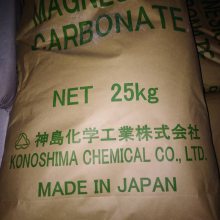 CARBONATE
NET 25kg
神島化学工業株式会社
KONOSHIMA CHEMICAL CO., LTD.
MADE IN JAPAN